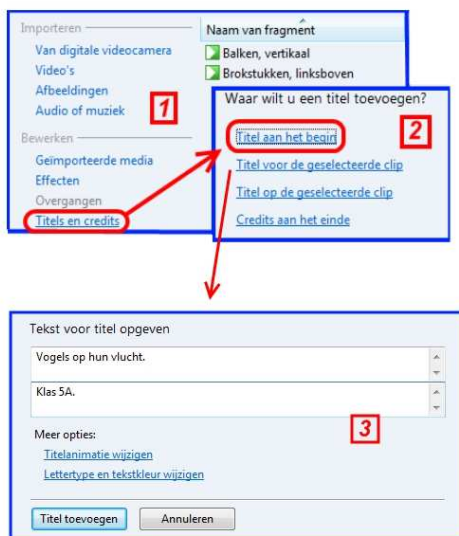 Importeren
Van digitale videocamera
Video's
Afbeeldingen
Audio of muziek
1
Bewerken
Geïmporteerde media
Effecten
Overgangen
Titels en credits
Naam van fragment
Balken, verticaal
Brokstukken, linksboven
Waar wilt u een titel toevoegen?
2
Titel aan het begin
Titel voor de geselecteerde clip
Titel op de geselecteerde clip
Credits aan het einde
Tekst voor titel opgeven
Vogels op hun vlucht.
Klas 5A.
3
Meer opties:
Titelanimatie wijzigen
Lettertype en tekstkleur wijzigen
Titel toevoegen Annuleren